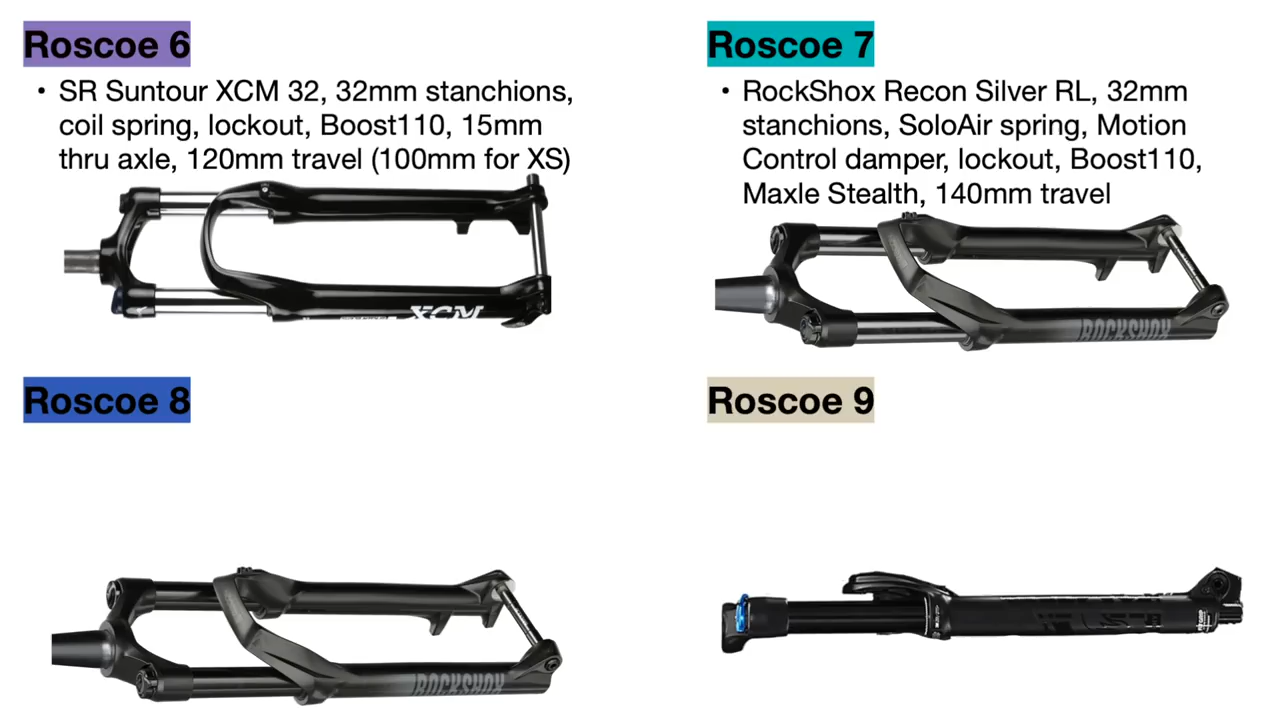 Roscoe 6
• SR Suntour XCM 32, 32mm stanchions,
coil spring, lockout, Boost110, 15mm
thru axle, 120mm travel (100mm for XS)
XCM
Roscoe 7
• RockShox Recon Silver RL, 32mm
stanchions, SoloAir spring, Motion
Control damper, lockout, Boost110,
Maxle Stealth, 140mm travel
ROCKSHOX
Roscoe 8
ROCKSHOX
Roscoe 9